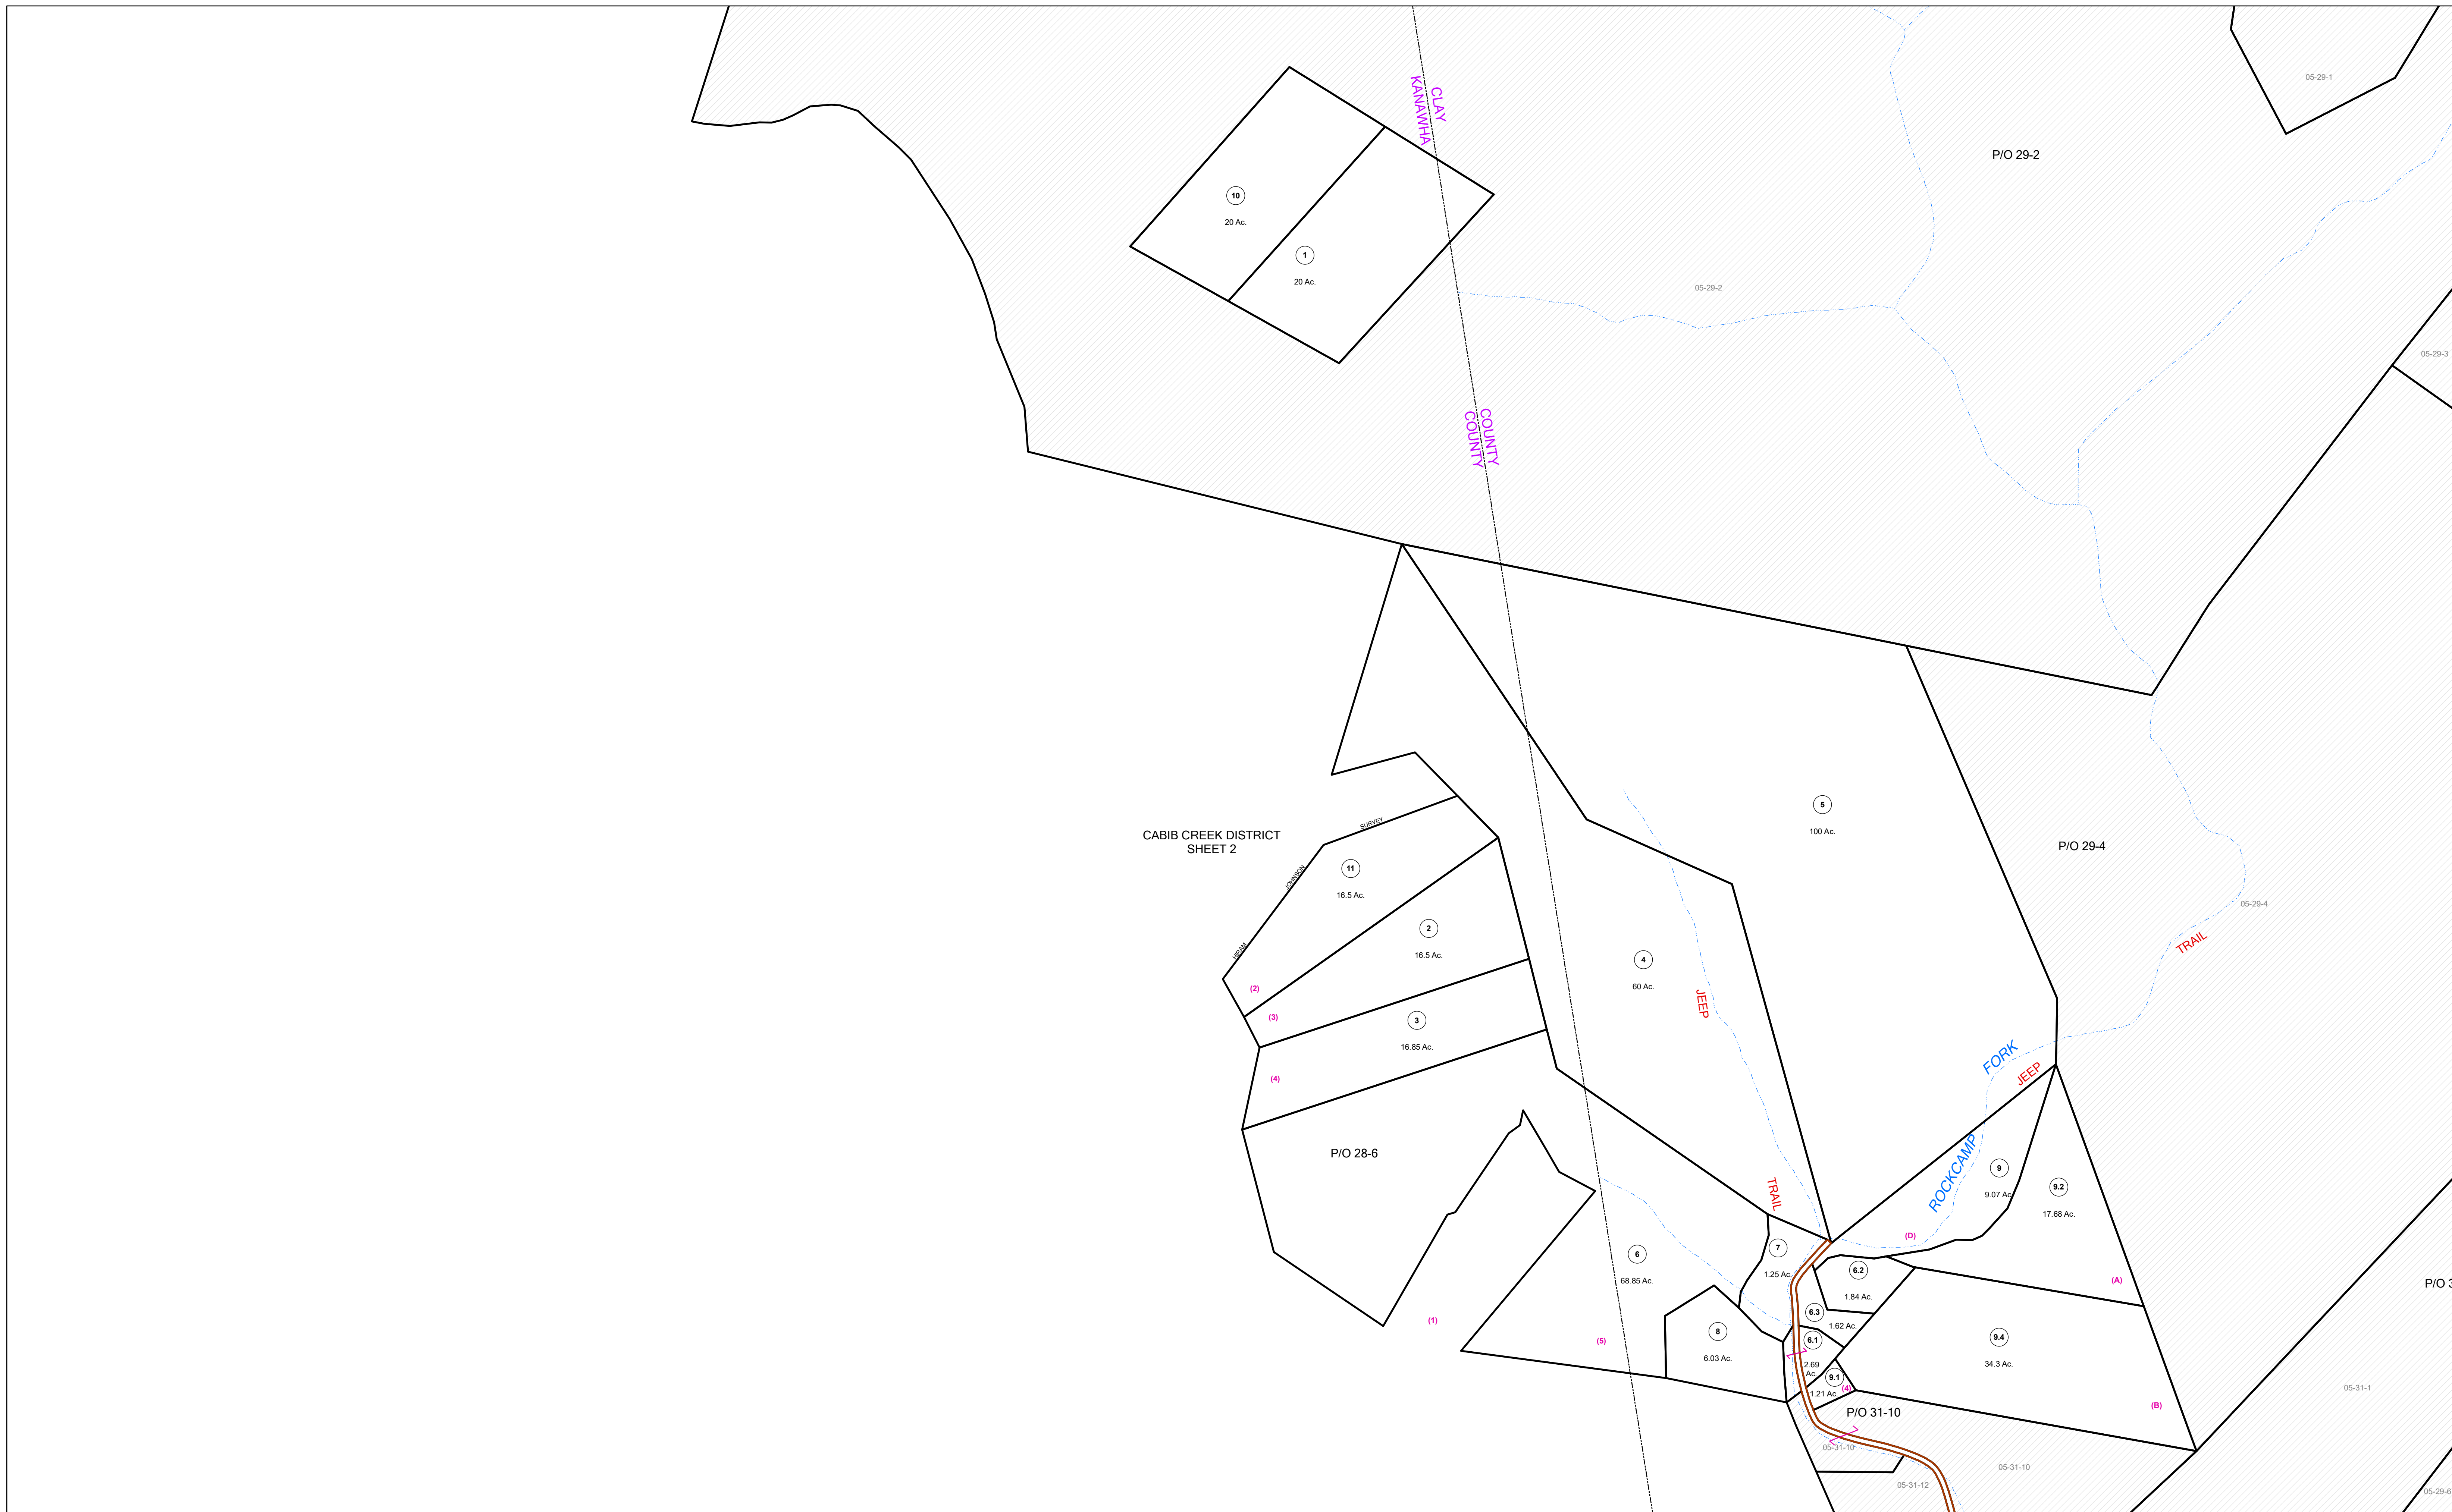 05-29-1
CLAY
KANAWHA
P/O 29-2
10
20 Ac.
1
20 Ac.
05-29-2
05-29-3
COUNTY
COUNTY
5
100 Ac.
CABIB CREEK DISTRICT
SHEET 2
SURVEY
JOHNSON
HIRAM
11
16.5 Ac.
P/O 29-4
05-29-4
2
16.5 Ac.
TRAIL
4
60 Ac.
(2)
JEEP
(3)
3
16.85 Ac.
(4)
FORK
JEEP
P/O 28-6
ROCKCAMP
9
9.07 Ac.
9.2
17.68 Ac.
TRAIL
(D)
7
1.25 Ac.
6
68.85 Ac.
6.2
1.84 Ac.
(A)
P/O 3
6.3
1.62 Ac.
(1)
(5)
8
6.03 Ac.
6.1
2.69
Ac.
9.4
34.3 Ac.
9.1
1.21 Ac.
(4)
05-31-1
(B)
P/O 31-10
05-31-10
05-31-10
05-31-12
05-29-6